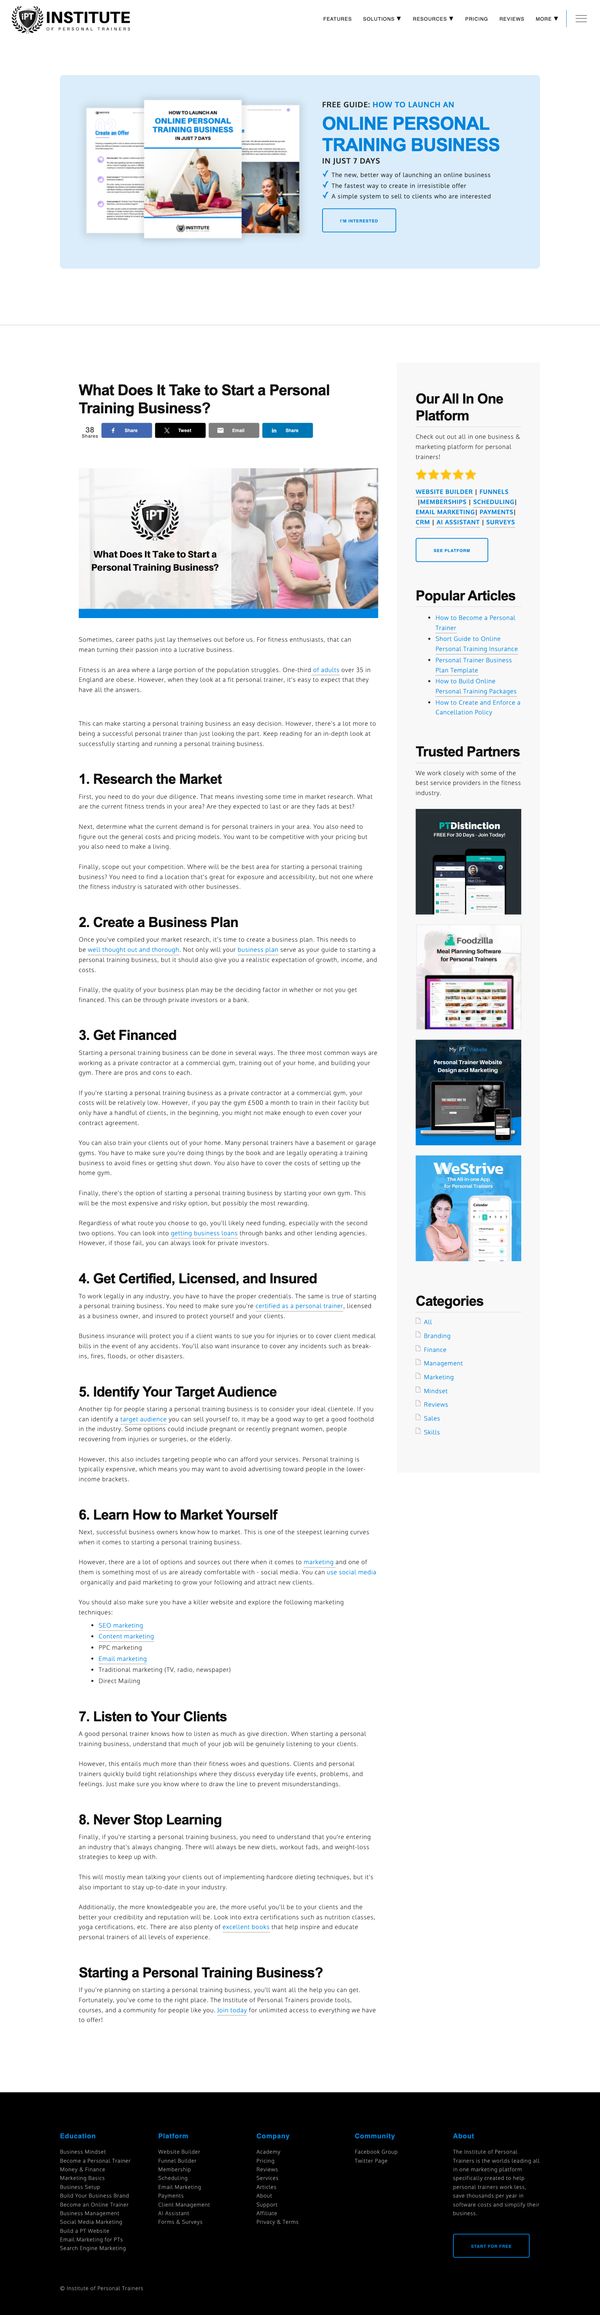 iPT INSTITUTE
OF PERSONAL TRAINERS
FEATURES SOLUTIONS ▼ RESOURCES ▼ PRICING REVIEWS MORE ▼
Create an Offer
HOW TO LAUNCH AN
ONLINE PERSONAL
TRAINING BUSINESS
IN JUST 7 DAYS
INSTITUTE
FREE GUIDE: HOW TO LAUNCH AN
ONLINE PERSONAL
TRAINING BUSINESS
IN JUST 7 DAYS
✓ The new, better way of launching an online business
✓ The fastest way to create in irresistible offer
✓ A simple system to sell to clients who are interested
I'M INTERESTED
What Does It Take to Start a Personal
Training Business?
38
Shares
Share
Tweet
Email
Share
iPT
What Does It Take to Start a
Personal Training Business?
Sometimes, career paths just lay themselves out before us. For fitness enthusiasts, that can
mean turning their passion into a lucrative business.
Fitness is an area where a large portion of the population struggles. One-third of adults over 35 in
England are obese. However, when they look at a fit personal trainer, it's easy to expect that they
have all the answers.
This can make starting a personal training business an easy decision. However, there's a lot more to
being a successful personal trainer than just looking the part. Keep reading for an in-depth look at
successfully starting and running a personal training business.
1. Research the Market
First, you need to do your due diligence. That means investing some time in market research. What
are the current fitness trends in your area? Are they expected to last or are they fads at best?
Next, determine what the current demand is for personal trainers in your area. You also need to
figure out the general costs and pricing models. You want to be competitive with your pricing but
you also need to make a living.
Finally, scope out your competition. Where will be the best area for starting a personal training
business? You need to find a location that's great for exposure and accessibility, but not one where
the fitness industry is saturated with other businesses.
2. Create a Business Plan
Once you've compiled your market research, it's time to create a business plan. This needs to
be well thought out and thorough. Not only will your business plan serve as your guide to starting a
personal training business, but it should also give you a realistic expectation of growth, income, and
costs.
Finally, the quality of your business plan may be the deciding factor in whether or not you get
financed. This can be through private investors or a bank.
3. Get Financed
Starting a personal training business can be done in several ways. The three most common ways are
working as a private contractor at a commercial gym, training out of your home, and building your
gym. There are pros and cons to each.
If you're starting a personal training business as a private contractor at a commercial gym, your
costs will be relatively low. However, if you pay the gym £500 a month to train in their facility but
only have a handful of clients, in the beginning, you might not make enough to even cover your
contract agreement.
You can also train your clients out of your home. Many personal trainers have a basement or garage
gyms. You have to make sure you're doing things by the book and are legally operating a training
business to avoid fines or getting shut down. You also have to cover the costs of setting up the
home gym.
Finally, there's the option of starting a personal training business by starting your own gym. This
will be the most expensive and risky option, but possibly the most rewarding.
Regardless of what route you choose to go, you'll likely need funding, especially with the second
two options. You can look into getting business loans through banks and other lending agencies.
However, if those fail, you can always look for private investors.
4. Get Certified, Licensed, and Insured
To work legally in any industry, you have to have the proper credentials. The same is true of starting
a personal training business. You need to make sure you're certified as a personal trainer, licensed
as a business owner, and insured to protect yourself and your clients.
Business insurance will protect you if a client wants to sue you for injuries or to cover client medical
bills in the event of any accidents. You'll also want insurance to cover any incidents such as break-
ins, fires, floods, or other disasters.
5. Identify Your Target Audience
Another tip for people staring a personal training business is to consider your ideal clientele. If you
can identify a target audience you can sell yourself to, it may be a good way to get a good foothold
in the industry. Some options could include pregnant or recently pregnant women, people
recovering from injuries or surgeries, or the elderly.
However, this also includes targeting people who can afford your services. Personal training is
typically expensive, which means you may want to avoid advertising toward people in the lower-
income brackets.
6. Learn How to Market Yourself
Next, successful business owners know how to market. This is one of the steepest learning curves
when it comes to starting a personal training business.
However, there are a lot of options and sources out there when it comes to marketing and one of
them is something most of us are already comfortable with - social media. You can use social media
organically and paid marketing to grow your following and attract new clients.
You should also make sure you have a killer website and explore the following marketing
techniques:
• SEO marketing
• Content marketing
• PPC marketing
• Email marketing
• Traditional marketing (TV, radio, newspaper)
• Direct Mailing
7. Listen to Your Clients
A good personal trainer knows how to listen as much as give direction. When starting a personal
training business, understand that much of your job will be genuinely listening to your clients.
However, this entails much more than their fitness woes and questions. Clients and personal
trainers quickly build tight relationships where they discuss everyday life events, problems, and
feelings. Just make sure you know where to draw the line to prevent misunderstandings.
8. Never Stop Learning
Finally, if you're starting a personal training business, you need to understand that you're entering
an industry that's always changing. There will always be new diets, workout fads, and weight-loss
strategies to keep up with.
This will mostly mean talking your clients out of implementing hardcore dieting techniques, but it's
also important to stay up-to-date in your industry.
Additionally, the more knowledgeable you are, the more useful you'll be to your clients and the
better your credibility and reputation will be. Look into extra certifications such as nutrition classes,
yoga certifications, etc. There are also plenty of excellent books that help inspire and educate
personal trainers of all levels of experience.
Starting a Personal Training Business?
If you're planning on starting a personal training business, you'll want all the help you can get.
Fortunately, you've come to the right place. The Institute of Personal Trainers provide tools,
courses, and a community for people like you. Join today for unlimited access to everything we have
to offer!
Our All In One
Platform
Check out out all in one business &
marketing platform for personal
trainers!
WEBSITE BUILDER | FUNNELS
|MEMBERSHIPS | SCHEDULING|
EMAIL MARKETING| PAYMENTS|
CRM | AI ASSISTANT | SURVEYS
SEE PLATFORM
Popular Articles
• How to Become a Personal
Trainer
• Short Guide to Online
Personal Training Insurance
• Personal Trainer Business
Plan Template
• How to Build Online
Personal Training Packages
• How to Create and Enforce a
Cancellation Policy
Trusted Partners
We work closely with some of the
best service providers in the fitness
industry.
PTDistinction
FREE For 30 Days - Join Today!
Foodzilla
Meal Planning Software
for Personal Trainers
My PT Website
Personal Trainer Website
Design and Marketing
WeStrive
The All-in-one App
for Personal Trainers
Calendar
Categories
All
Branding
Finance
Management
Marketing
Mindset
Reviews
Sales
Skills
Education
Business Mindset
Become a Personal Trainer
Money & Finance
Marketing Basics
Business Setup
Build Your Business Brand
Become an Online Trainer
Business Management
Social Media Marketing
Build a PT Website
Email Marketing for PTs
Search Engine Marketing
Platform
Website Builder
Funnel Builder
Membership
Scheduling
Email Marketing
Payments
Client Management
AI Assistant
Forms & Surveys
Company
Academy
Pricing
Reviews
Services
Articles
About
Support
Affiliate
Privacy & Terms
Community
Facebook Group
Twitter Page
About
The Institute of Personal
Trainers is the worlds leading all
in one marketing platform
specifically created to help
personal trainers work less,
save thousands per year in
software costs and simplify their
business.
START FOR FREE
© Institute of Personal Trainers